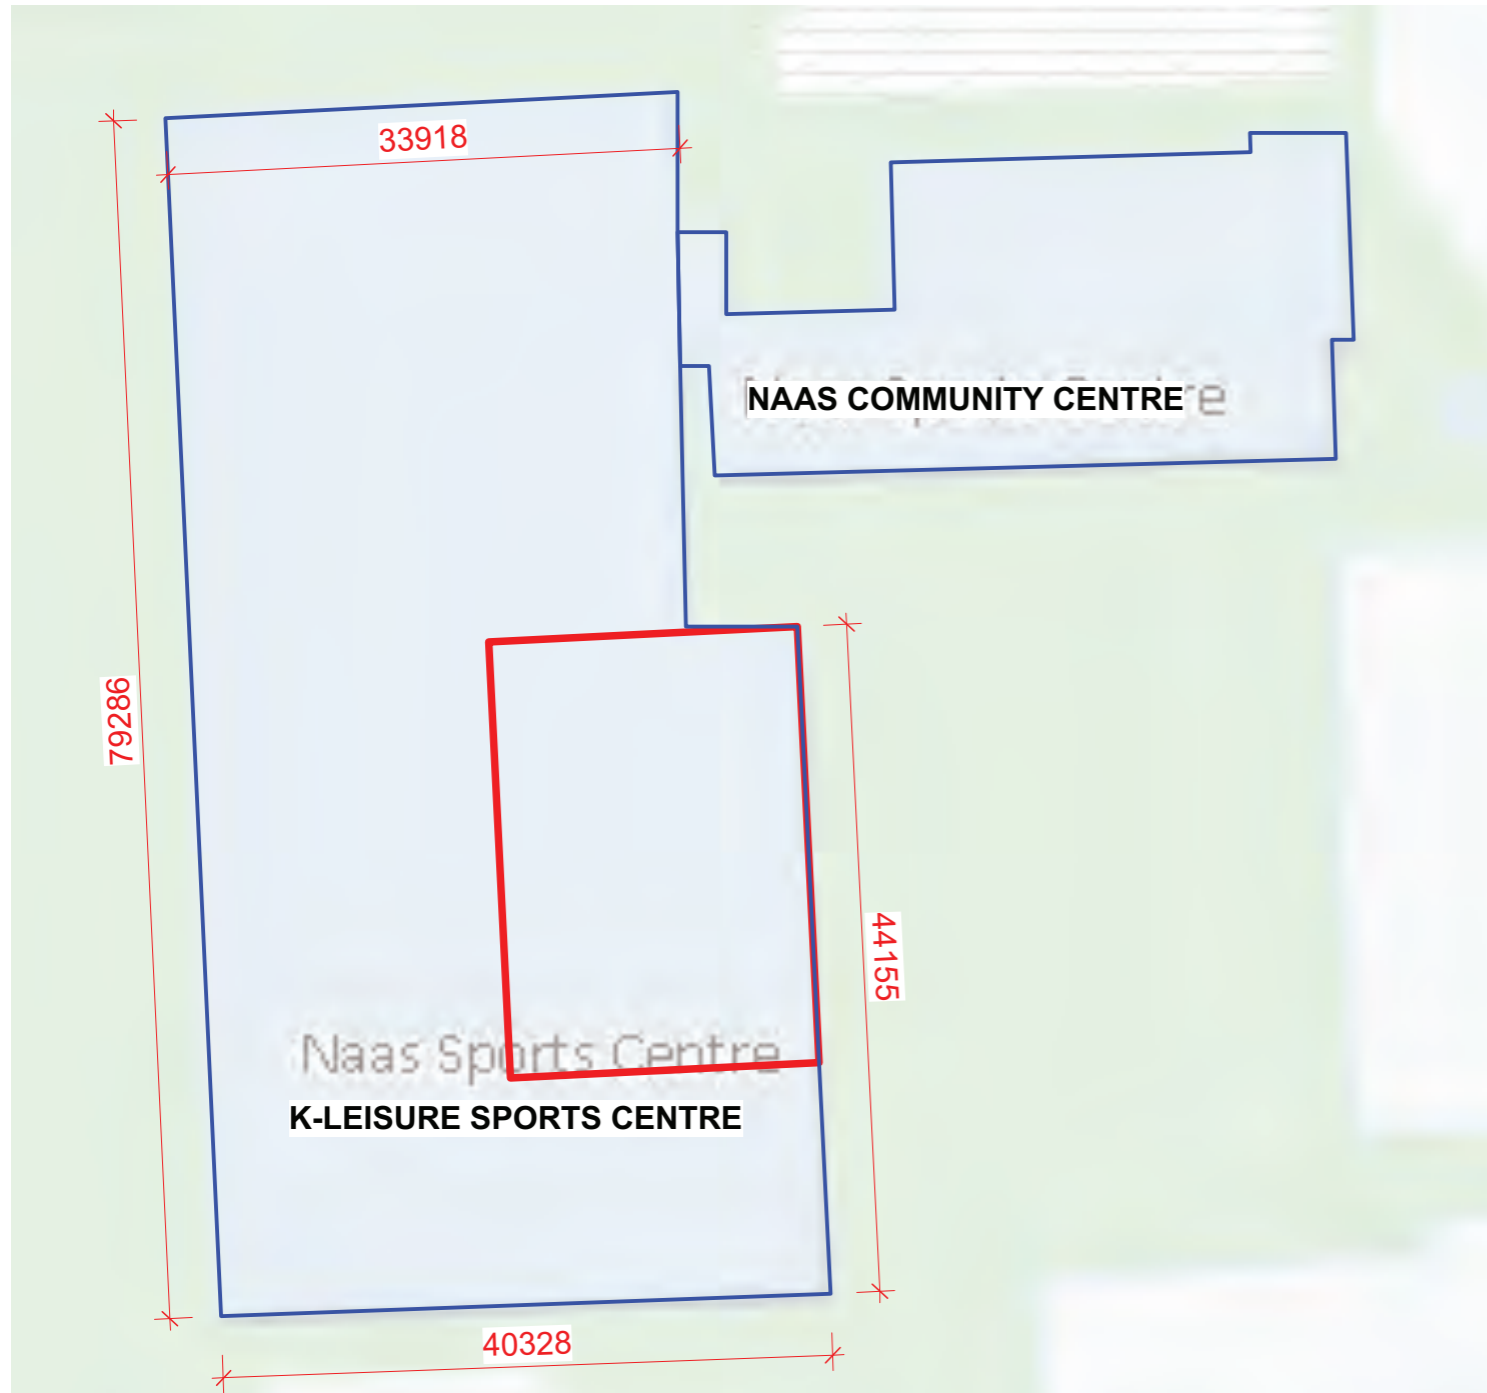 33918
NAAS COMMUNITY CENTRE
79286
44155
Naas Sports Centre
K-LEISURE SPORTS CENTRE
40328